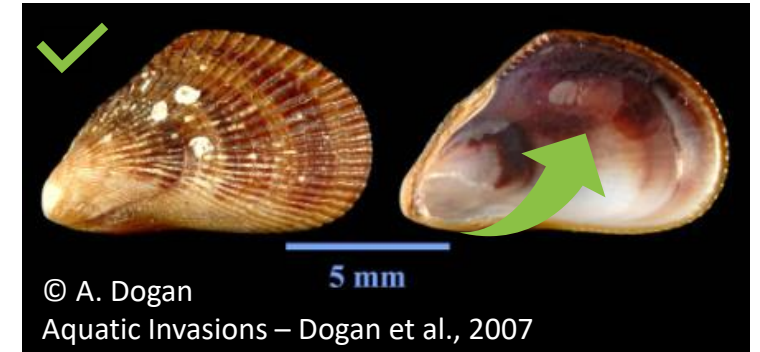 5 mm
© A. Dogan
Aquatic Invasions – Dogan et al., 2007